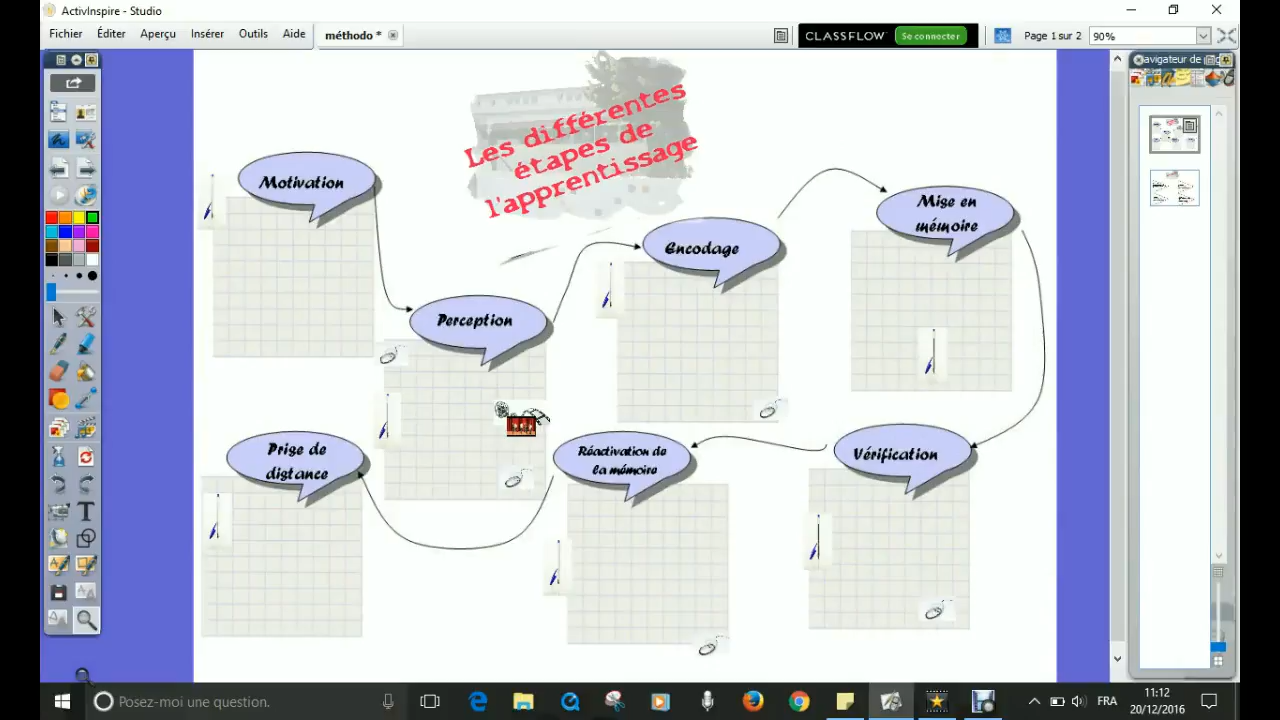 ActivInspire - Studio
Fichier Éditer Aperçu Insérer Outils Aide
méthodo *
CLASSFLOW Se connecter
Page 1 sur 2 90%
Les différentes
étapes de
l'apprentissage
Motivation
Perception
Encodage
Mise en
mémoire
Vérification
Réactivation de
la mémoire
Prise de
distance
Posez-moi une question.
FRA
11:12
20/12/2016